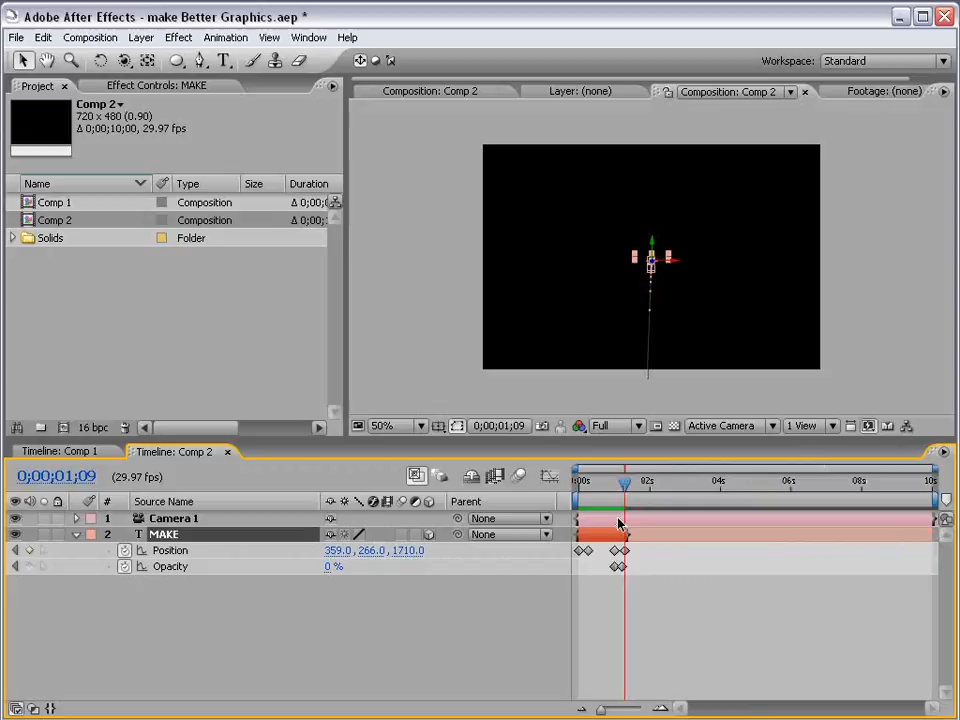 Adobe After Effects - make Better Graphics.aep *
File Edit Composition Layer Effect Animation View Window Help
Workspace: Standard
Project Effect Controls: MAKE
Composition: Comp 2 Layer: (none) Composition: Comp 2 Footage: (none)
Comp 2
720 x 480 (0.90)
Δ 0;00;10;00, 29.97 fps
Name Type Size Duration
Comp 1 Composition Δ 0;00;
Comp 2 Composition Δ 0;00;
Solids Folder
16 bpc
50% 0;00;01;09 Full Active Camera 1 View
Timeline: Comp 1 Timeline: Comp 2
0;00;01;09 (29.97 fps)
:00s 02s 04s 06s 08s 10s
# Source Name Parent
1 Camera 1 None
2 T MAKE None
Position 359.0, 266.0, 1710.0
Opacity 0 %